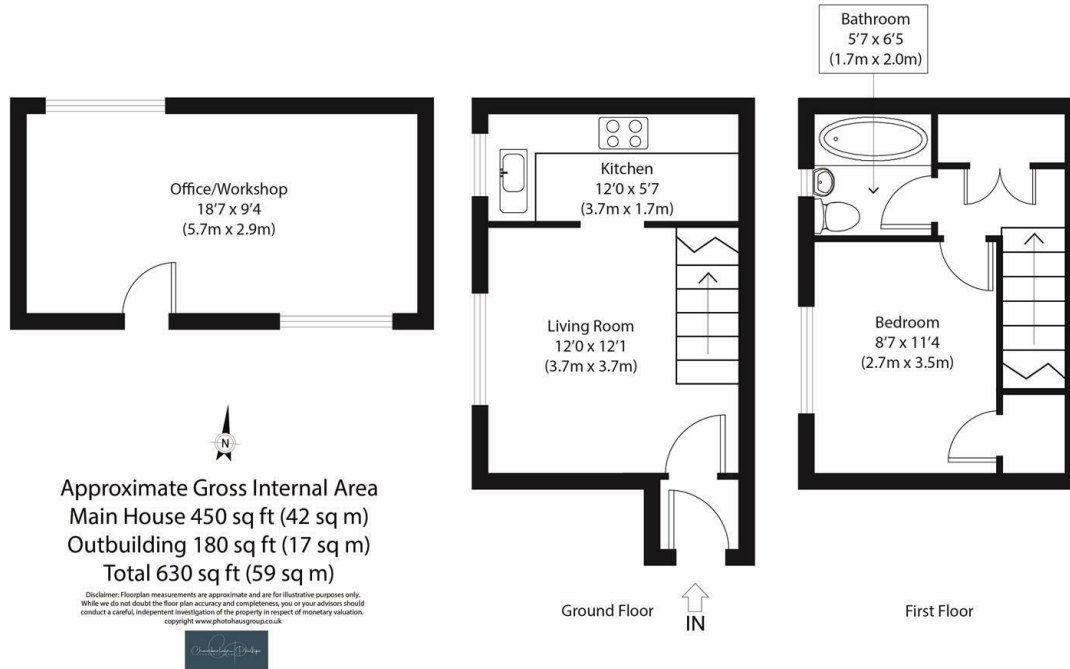 Bathroom
5'7 x 6'5
(1.7m x 2.0m)
Office/Workshop
18'7 x 9'4
(5.7m x 2.9m)
Kitchen
12'0 x 5'7
(3.7m x 1.7m)
Living Room
12'0 x 12'1
(3.7m x 3.7m)
Bedroom
8'7 x 11'4
(2.7m x 3.5m)
N
Approximate Gross Internal Area
Main House 450 sq ft (42 sq m)
Outbuilding 180 sq ft (17 sq m)
Total 630 sq ft (59 sq m)
Disclaimer: Floorplan measurements are approximate and are for illustrative purposes only.
While we do not doubt the floor plan accuracy and completeness, you or your advisors should
conduct a careful, indepentent investigation of the property in respect of monetary valuation.
copyright www.photohausgroup.co.uk
Ground Floor
IN
First Floor